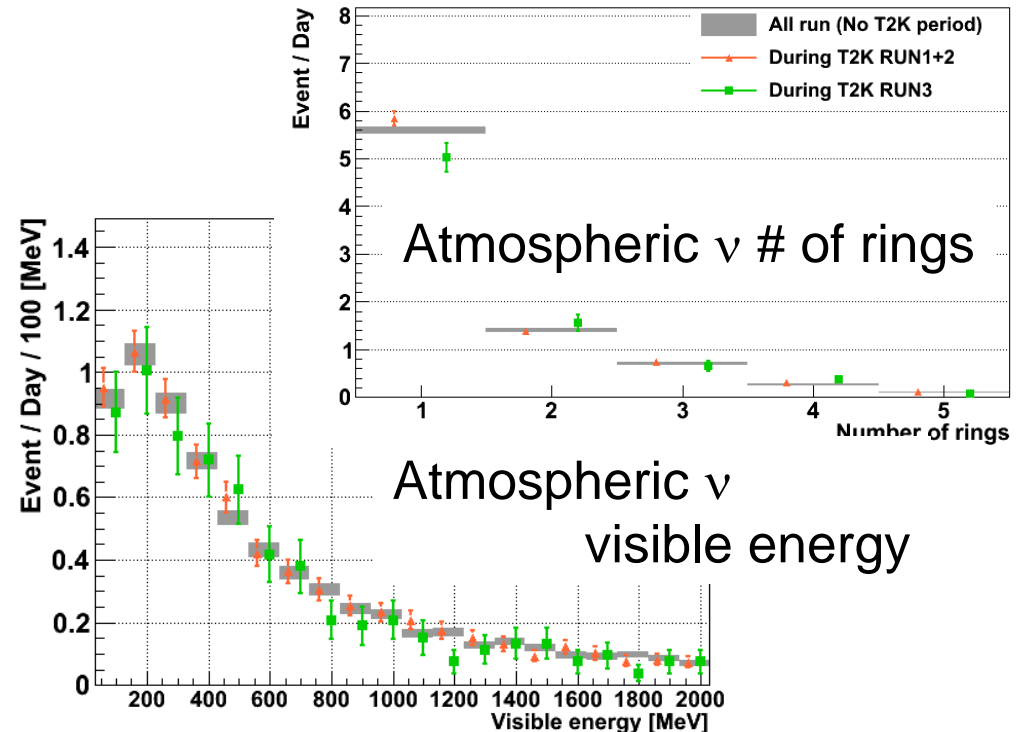 Event / Day
8
7
6
5
4
3
2
1
0
All run (No T2K period)
During T2K RUN1+2
During T2K RUN3
Atmospheric ν # of rings
1 2 3 4 5
Number of rings
Event / Day / 100 [MeV]
1.4
1.2
1
0.8
0.6
0.4
0.2
0
Atmospheric ν
visible energy
200 400 600 800 1000 1200 1400 1600 1800 2000
Visible energy [MeV]